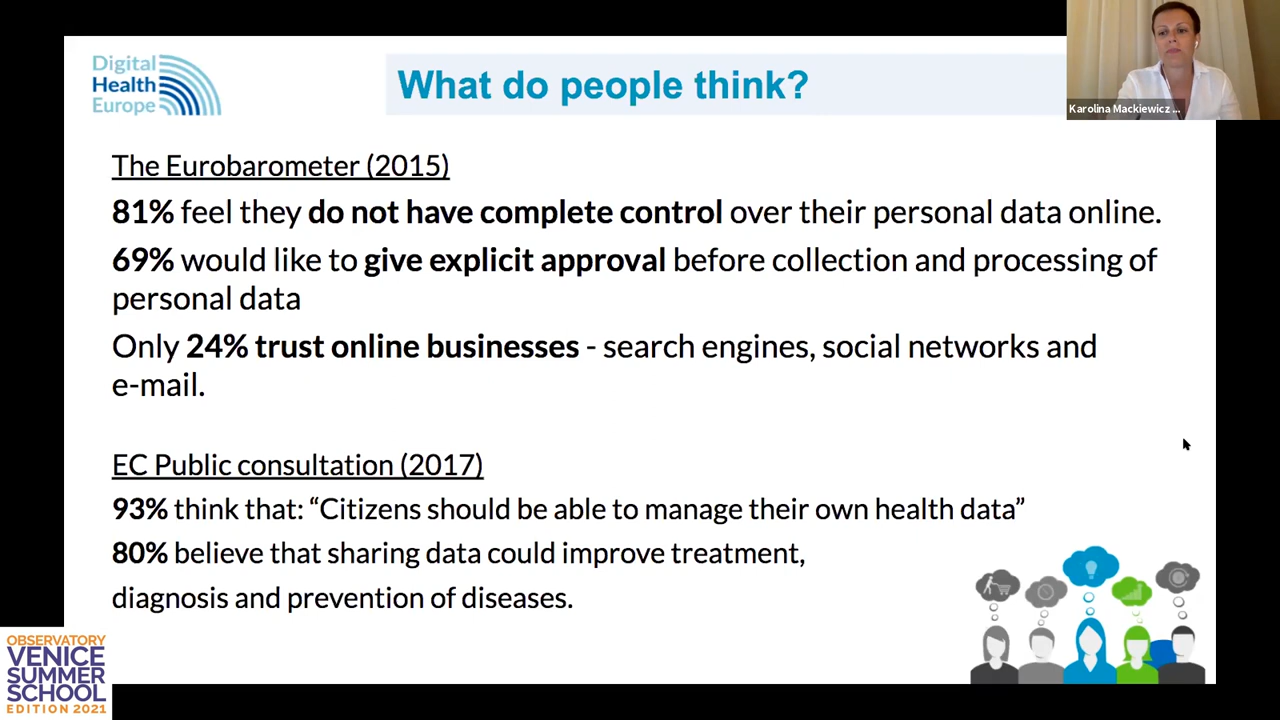 Digital
Health
Europe
What do people think?
Karolina Mackiewicz ...
The Eurobarometer (2015)
81% feel they do not have complete control over their personal data online.
69% would like to give explicit approval before collection and processing of
personal data
Only 24% trust online businesses - search engines, social networks and
e-mail.
EC Public consultation (2017)
93% think that: “Citizens should be able to manage their own health data”
80% believe that sharing data could improve treatment,
diagnosis and prevention of diseases.
OBSERVATORY
VENICE
SUMMER
SCHOOL
EDITION 2021